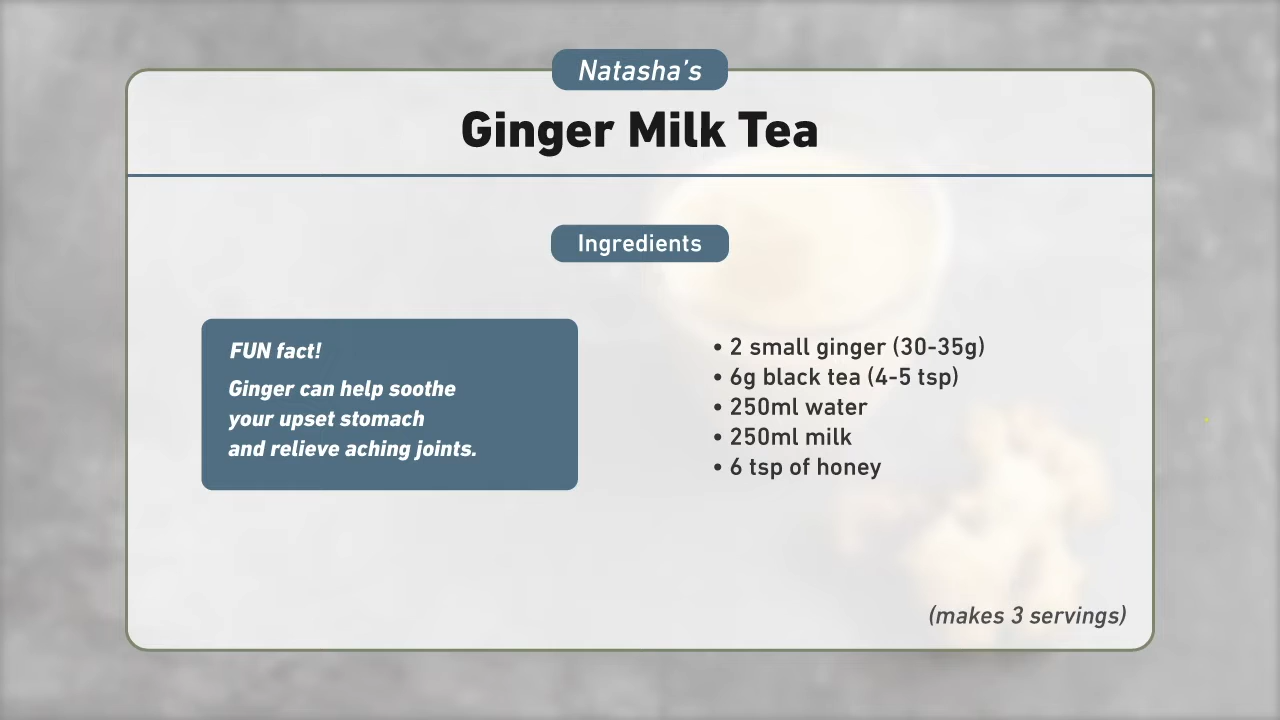 Natasha’s
Ginger Milk Tea
Ingredients
FUN fact!
Ginger can help soothe
your upset stomach
and relieve aching joints.
• 2 small ginger (30-35g)
• 6g black tea (4-5 tsp)
• 250ml water
• 250ml milk
• 6 tsp of honey
(makes 3 servings)